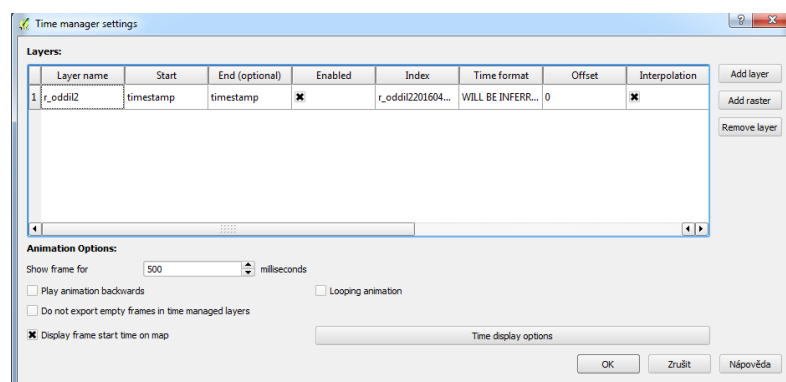 Time manager settings
Layers:
Layer name Start End (optional) Enabled Index Time format Offset Interpolation
1 r_oddil2 timestamp timestamp r_oddil2201604... WILL BE INFERR... 0
Add layer
Add raster
Remove layer
Animation Options:
Show frame for 500 milliseconds
Play animation backwards Looping animation
Do not export empty frames in time managed layers
Display frame start time on map Time display options
OK Zrušit Nápověda